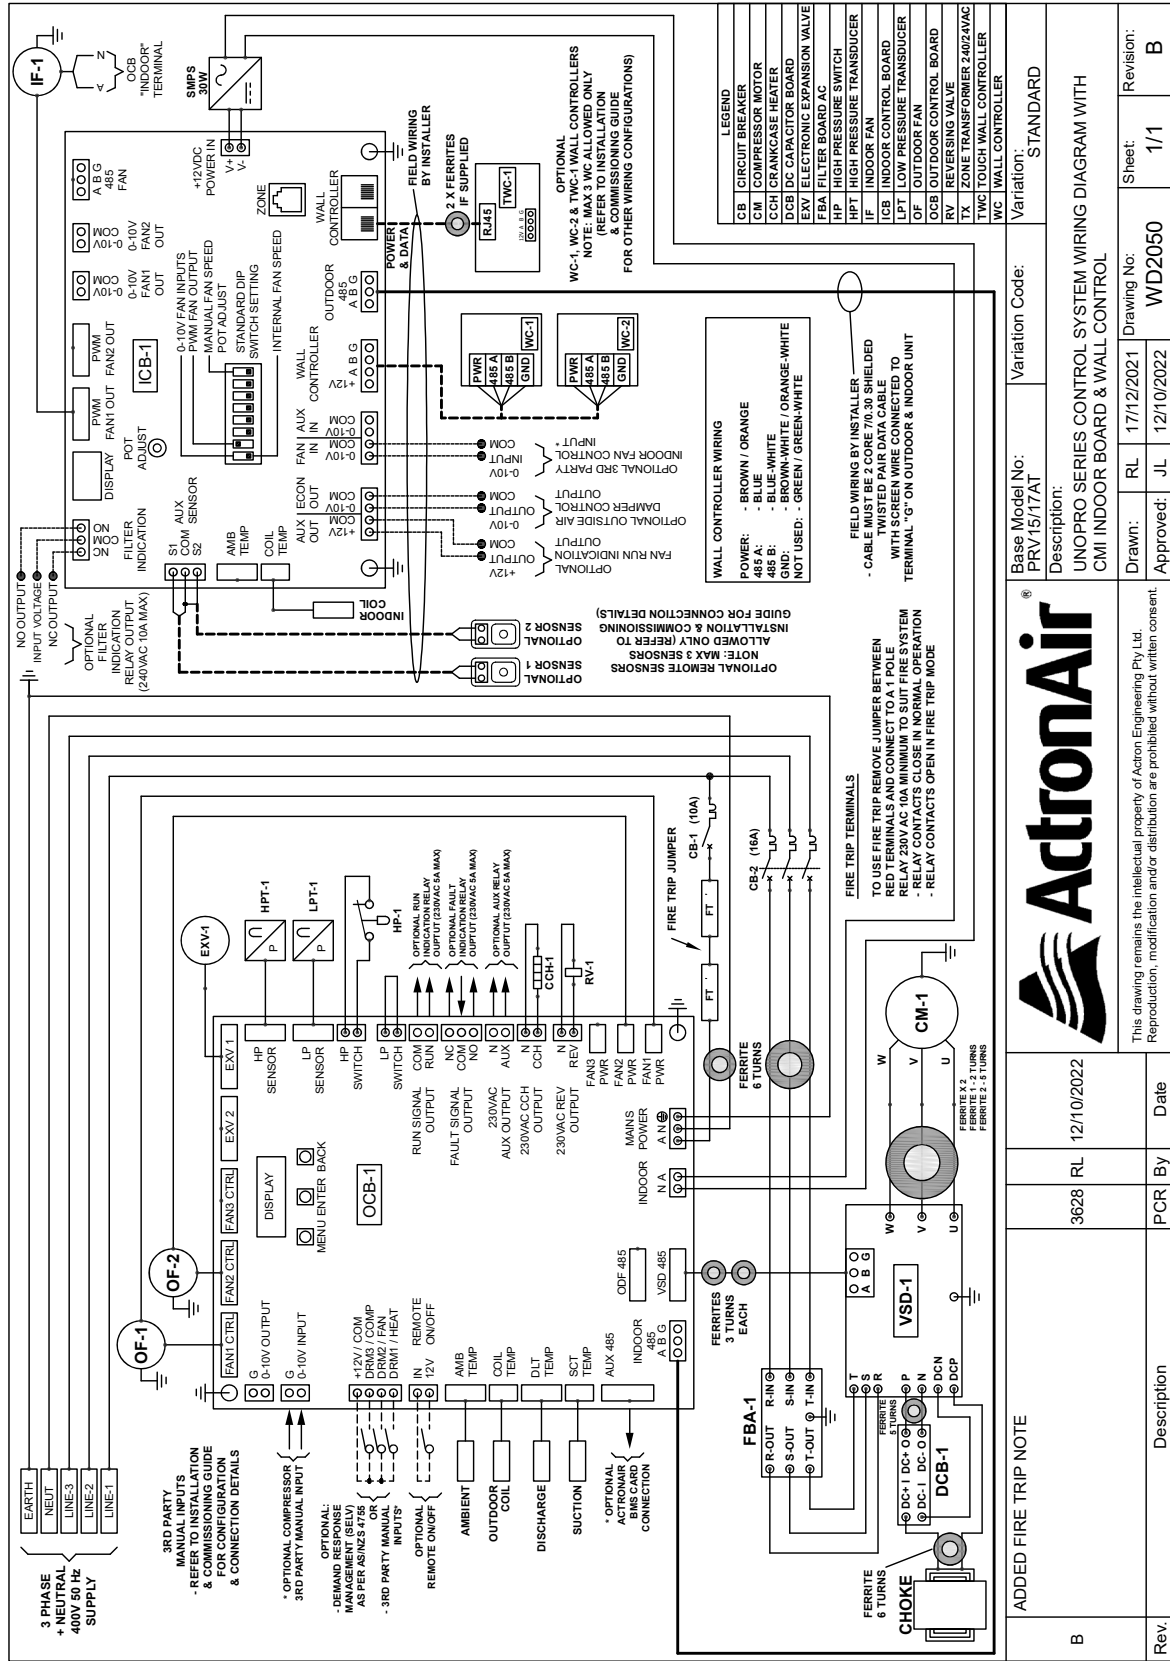 3 PHASE
+ NEUTRAL
400V 50 Hz
SUPPLY
EARTH
NEUT
LINE-3
LINE-2
LINE-1
3RD PARTY
MANUAL INPUTS
- REFER TO INSTALLATION
& COMMISSIONING GUIDE
FOR CONFIGURATION
& CONNECTION DETAILS
* OPTIONAL COMPRESSOR
3RD PARTY MANUAL INPUT
OPTIONAL:
- DEMAND RESPONSE
MANAGEMENT (SELV)
AS PER AS/NZS 4755
OR
- 3RD PARTY MANUAL
INPUTS*
OPTIONAL
REMOTE ON/OFF
AMBIENT
OUTDOOR
COIL
DISCHARGE
SUCTION
* OPTIONAL
ACTRONAIR
BMS CARD
CONNECTION
OF-1
OF-2
FAN1 CTRL
FAN2 CTRL
FAN3 CTRL
EXV 2
EXV 1
G
0-10V OUTPUT
G
0-10V INPUT
+12V / COM
DRM3 / COMP
DRM2 / FAN
DRM1 / HEAT
IN
12V
REMOTE
ON/OFF
AMB
TEMP
COIL
TEMP
DLT
TEMP
SCT
TEMP
AUX 485
INDOOR
485
A B G
DISPLAY
MENU ENTER BACK
OCB-1
ODF 485
VSD 485
INDOOR
N A
MAINS
POWER
A N
HP
SENSOR
LP
SENSOR
HP
SWITCH
LP
SWITCH
RUN SIGNAL
OUTPUT
COM
RUN
FAULT SIGNAL
OUTPUT
NC
COM
NO
230VAC
AUX OUTPUT
N
AUX
230VAC CCH
OUTPUT
N
CCH
230VAC REV
OUTPUT
N
REV
FAN3
PWR
FAN2
PWR
FAN1
PWR
EXV-1
HPT-1
P
LPT-1
P
HP-1
OPTIONAL RUN
INDICATION RELAY
OUPTUT (230VAC 5A MAX)
OPTIONAL FAULT
INDICATION RELAY
OUPTUT (230VAC 5A MAX)
OPTIONAL AUX RELAY
OUPTUT (230VAC 5A MAX)
CCH-1
RV-1
FIRE TRIP JUMPER
FT
FT
CB-1 (10A)
CB-2 (16A)
FERRITE
6 TURNS
FERRITES
3 TURNS
EACH
FIRE TRIP TERMINALS
TO USE FIRE TRIP REMOVE JUMPER BETWEEN
RED TERMINALS AND CONNECT TO A 1 POLE
RELAY 230V AC 10A MINIMUM TO SUIT FIRE SYSTEM
- RELAY CONTACTS CLOSE IN NORMAL OPERATION
- RELAY CONTACTS OPEN IN FIRE TRIP MODE
FBA-1
R-OUT R-IN
S-OUT S-IN
T-OUT T-IN
CHOKE
FERRITE
6 TURNS
DC+ I DC+ O
DC- I DC- O
DCB-1
FERRITE
5 TURNS
T
S
R
P
N
DCN
DCP
VSD-1
A B G
W
V
U
W
V
U
FERRITE X 2
FERRITE 1 - 2 TURNS
FERRITE 2 - 5 TURNS
CM-1
NO OUTPUT
INPUT VOLTAGE
NC OUTPUT
OPTIONAL
FILTER
INDICATION
RELAY OUTPUT
(240VAC 10A MAX)
NO
COM
NC
FILTER
INDICATION
S1
COM
S2
AUX
SENSOR
AMB
TEMP
COIL
TEMP
INDOOR
COIL
OPTIONAL
SENSOR 1
OPTIONAL
SENSOR 2
OPTIONAL REMOTE SENSORS
NOTE: MAX 3 SENSORS
ALLOWED ONLY (REFER TO
INSTALLATION & COMMISSIONING
GUIDE FOR CONNECTION DETAILS)
DISPLAY
POT
ADJUST
PWM
FAN1 OUT
PWM
FAN2 OUT
ICB-1
0-10V
COM
0-10V
FAN1
OUT
0-10V
COM
0-10V
FAN2
OUT
A B G
485
FAN
0-10V FAN INPUTS
PWM FAN OUTPUT
MANUAL FAN SPEED
POT ADJUST
STANDARD DIP
SWITCH SETTING
INTERNAL FAN SPEED
+12VDC
POWER IN
V+
V-
ZONE
WALL
CONTROLLER
OUTDOOR
485
A B G
WALL
CONTROLLER
+12V A B G
FAN
IN
AUX
IN
0-10V
COM
0-10V
COM
AUX
OUT
ECON
OUT
+12V
COM
0-10V
COM
IF-1
A
N
OCB
"INDOOR"
TERMINAL
SMPS
30W
FIELD WIRING
BY INSTALLER
POWER
& DATA
2 X FERRITES
IF SUPPLIED
RJ45
TWC-1
12V A B G
OPTIONAL
WC-1, WC-2 & TWC-1 WALL CONTROLLERS
NOTE: MAX 3 WC ALLOWED ONLY
(REFER TO INSTALLATION
& COMMISSIONING GUIDE
FOR OTHER WIRING CONFIGURATIONS)
PWR
485 A
485 B
GND
WC-1
PWR
485 A
485 B
GND
WC-2
0-10V
INPUT
COM
OPTIONAL 3RD PARTY
INDOOR FAN CONTROL
INPUT *
0-10V
OUTPUT
COM
OPTIONAL OUTSIDE AIR
DAMPER CONTROL
OUTPUT
+12V
OUTPUT
COM
OPTIONAL
FAN RUN INDICATION
OUTPUT
WALL CONTROLLER WIRING
POWER: - BROWN / ORANGE
485 A: - BLUE
485 B: - BLUE-WHITE
GND: - BROWN-WHITE / ORANGE-WHITE
NOT USED: - GREEN / GREEN-WHITE
FIELD WIRING BY INSTALLER
- CABLE MUST BE 2 CORE 7/0.30 SHIELDED
TWISTED PAIR DATA CABLE
WITH SCREEN WIRE CONNECTED TO
TERMINAL "G" ON OUTDOOR & INDOOR UNIT
LEGEND
CB CIRCUIT BREAKER
CM COMPRESSOR MOTOR
CCH CRANKCASE HEATER
DCB DC CAPACITOR BOARD
EXV ELECTRONIC EXPANSION VALVE
FBA FILTER BOARD AC
HP HIGH PRESSURE SWITCH
HPT HIGH PRESSURE TRANSDUCER
IF INDOOR FAN
ICB INDOOR CONTROL BOARD
LPT LOW PRESSURE TRANSDUCER
OF OUTDOOR FAN
OCB OUTDOOR CONTROL BOARD
RV REVERSING VALVE
TX ZONE TRANSFORMER 240/24VAC
TWC TOUCH WALL CONTROLLER
WC WALL CONTROLLER
B ADDED FIRE TRIP NOTE 3628 RL 12/10/2022
Rev. Description PCR By Date
ActronAir ®
This drawing remains the intellectual property of Actron Engineering Pty Ltd.
Reproduction, modification and/or distribution are prohibited without written consent.
Base Model No:
PRV15/17AT
Variation Code:
Variation:
STANDARD
Description:
UNOPRO SERIES CONTROL SYSTEM WIRING DIAGRAM WITH
CMI INDOOR BOARD & WALL CONTROL
Drawn: RL 17/12/2021
Approved: JL 12/10/2022
Drawing No:
WD2050
Sheet:
1/1
Revision:
B